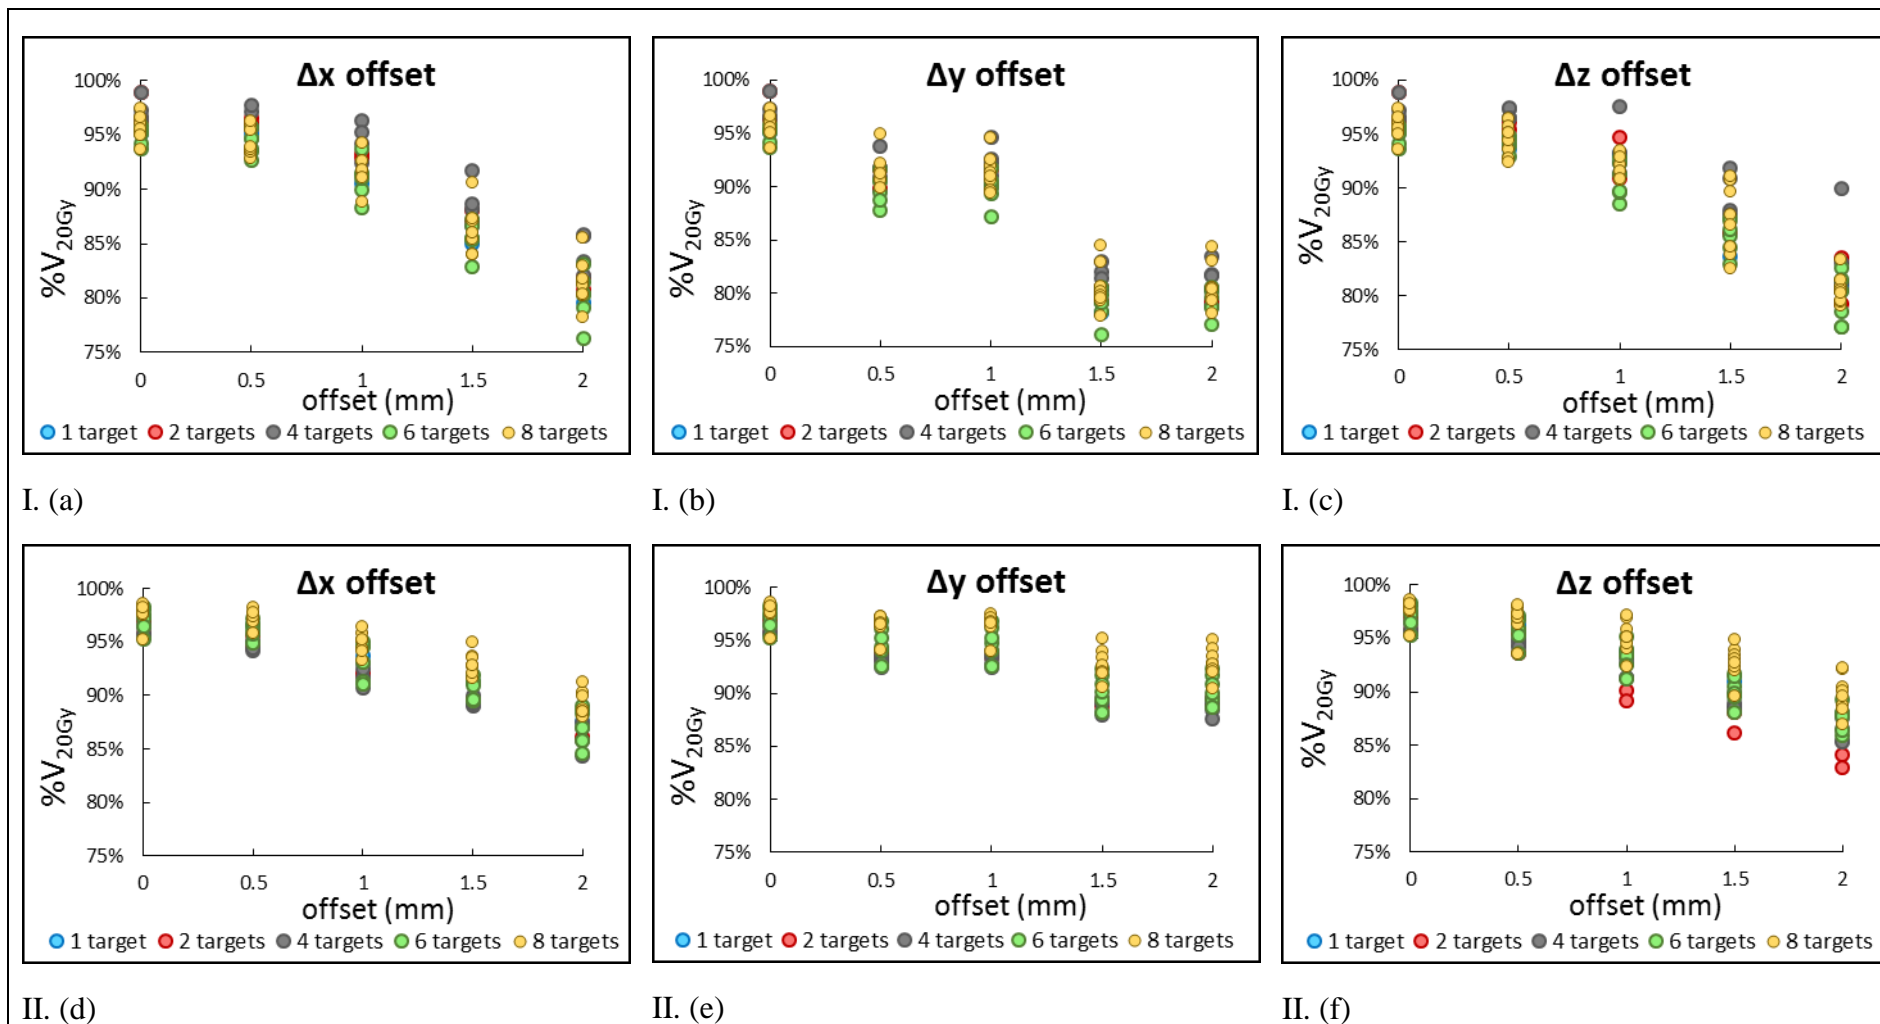 Δx offset
100%
95%
90%
85%
80%
75%
%V20Gy
0 0.5 1 1.5 2
offset (mm)
1 target 2 targets 4 targets 6 targets 8 targets
I. (a)
Δy offset
100%
95%
90%
85%
80%
75%
%V20Gy
0 0.5 1 1.5 2
offset (mm)
1 target 2 targets 4 targets 6 targets 8 targets
I. (b)
Δz offset
100%
95%
90%
85%
80%
75%
%V20Gy
0 0.5 1 1.5 2
offset (mm)
1 target 2 targets 4 targets 6 targets 8 targets
I. (c)
Δx offset
100%
95%
90%
85%
80%
75%
%V20Gy
0 0.5 1 1.5 2
offset (mm)
1 target 2 targets 4 targets 6 targets 8 targets
II. (d)
Δy offset
100%
95%
90%
85%
80%
75%
%V20Gy
0 0.5 1 1.5 2
offset (mm)
1 target 2 targets 4 targets 6 targets 8 targets
II. (e)
Δz offset
100%
95%
90%
85%
80%
75%
%V20Gy
0 0.5 1 1.5 2
offset (mm)
1 target 2 targets 4 targets 6 targets 8 targets
II. (f)